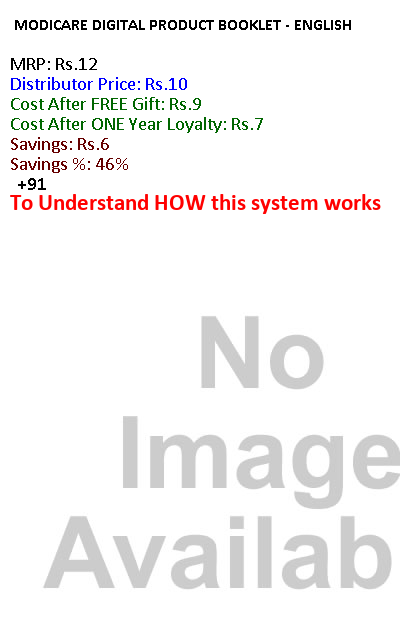 MODICARE DIGITAL PRODUCT BOOKLET - ENGLISH
MRP: Rs.12
Distributor Price: Rs.10
Cost After FREE Gift: Rs.9
Cost After ONE Year Loyalty: Rs.7
Savings: Rs.6
Savings %: 46%
+91
To Understand HOW this system works
No
Image
Availab